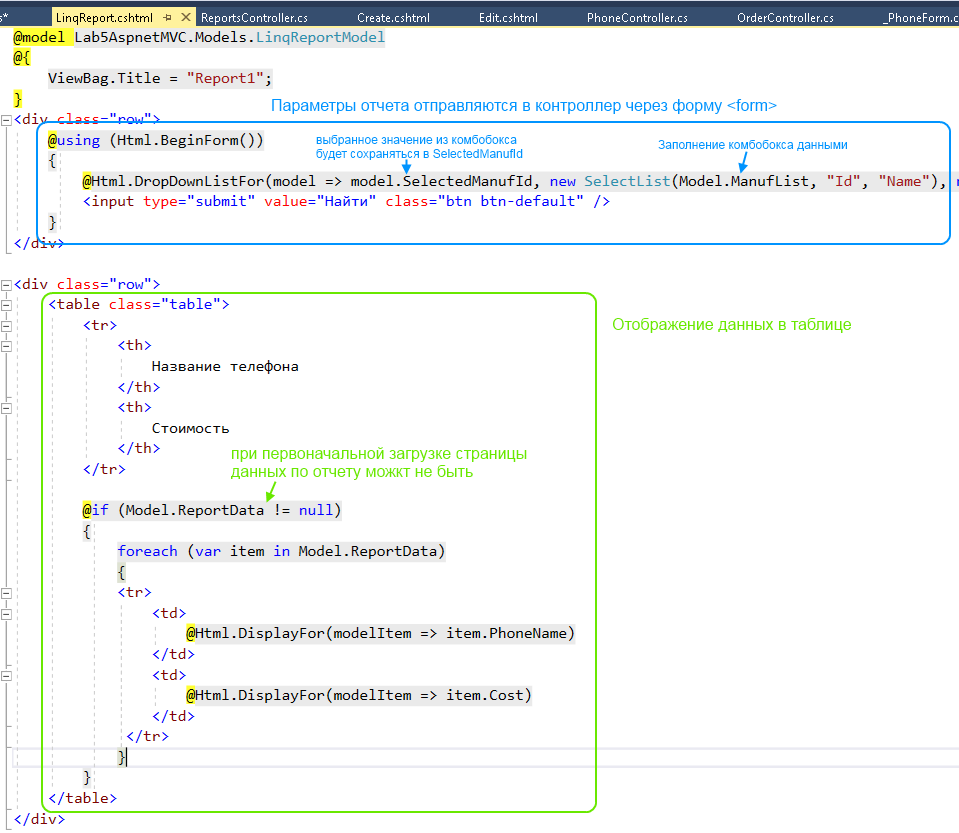 s* LinqReport.cshtml ReportsController.cs Create.cshtml Edit.cshtml PhoneController.cs OrderController.cs _PhoneForm.c
@model Lab5AspnetMVC.Models.LinqReportModel
@{
ViewBag.Title = "Report1";
}
Параметры отчета отправляются в контроллер через форму <form>
<div class="row">
@using (Html.BeginForm())
выбранное значение из комбобокса
будет сохраняться в SelectedManufId
Заполнение комбобокса данными
{
@Html.DropDownListFor(model => model.SelectedManufId, new SelectList(Model.ManufList, "Id", "Name"),
<input type="submit" value="Найти" class="btn btn-default" />
}
</div>
<div class="row">
<table class="table">
Отображение данных в таблице
<tr>
<th>
Название телефона
</th>
<th>
Стоимость
</th>
при первоначальной загрузке страницы
данных по отчету можкт не быть
</tr>
@if (Model.ReportData != null)
{
foreach (var item in Model.ReportData)
{
<tr>
<td>
@Html.DisplayFor(modelItem => item.PhoneName)
</td>
<td>
@Html.DisplayFor(modelItem => item.Cost)
</td>
</tr>
}
}
</table>
</div>